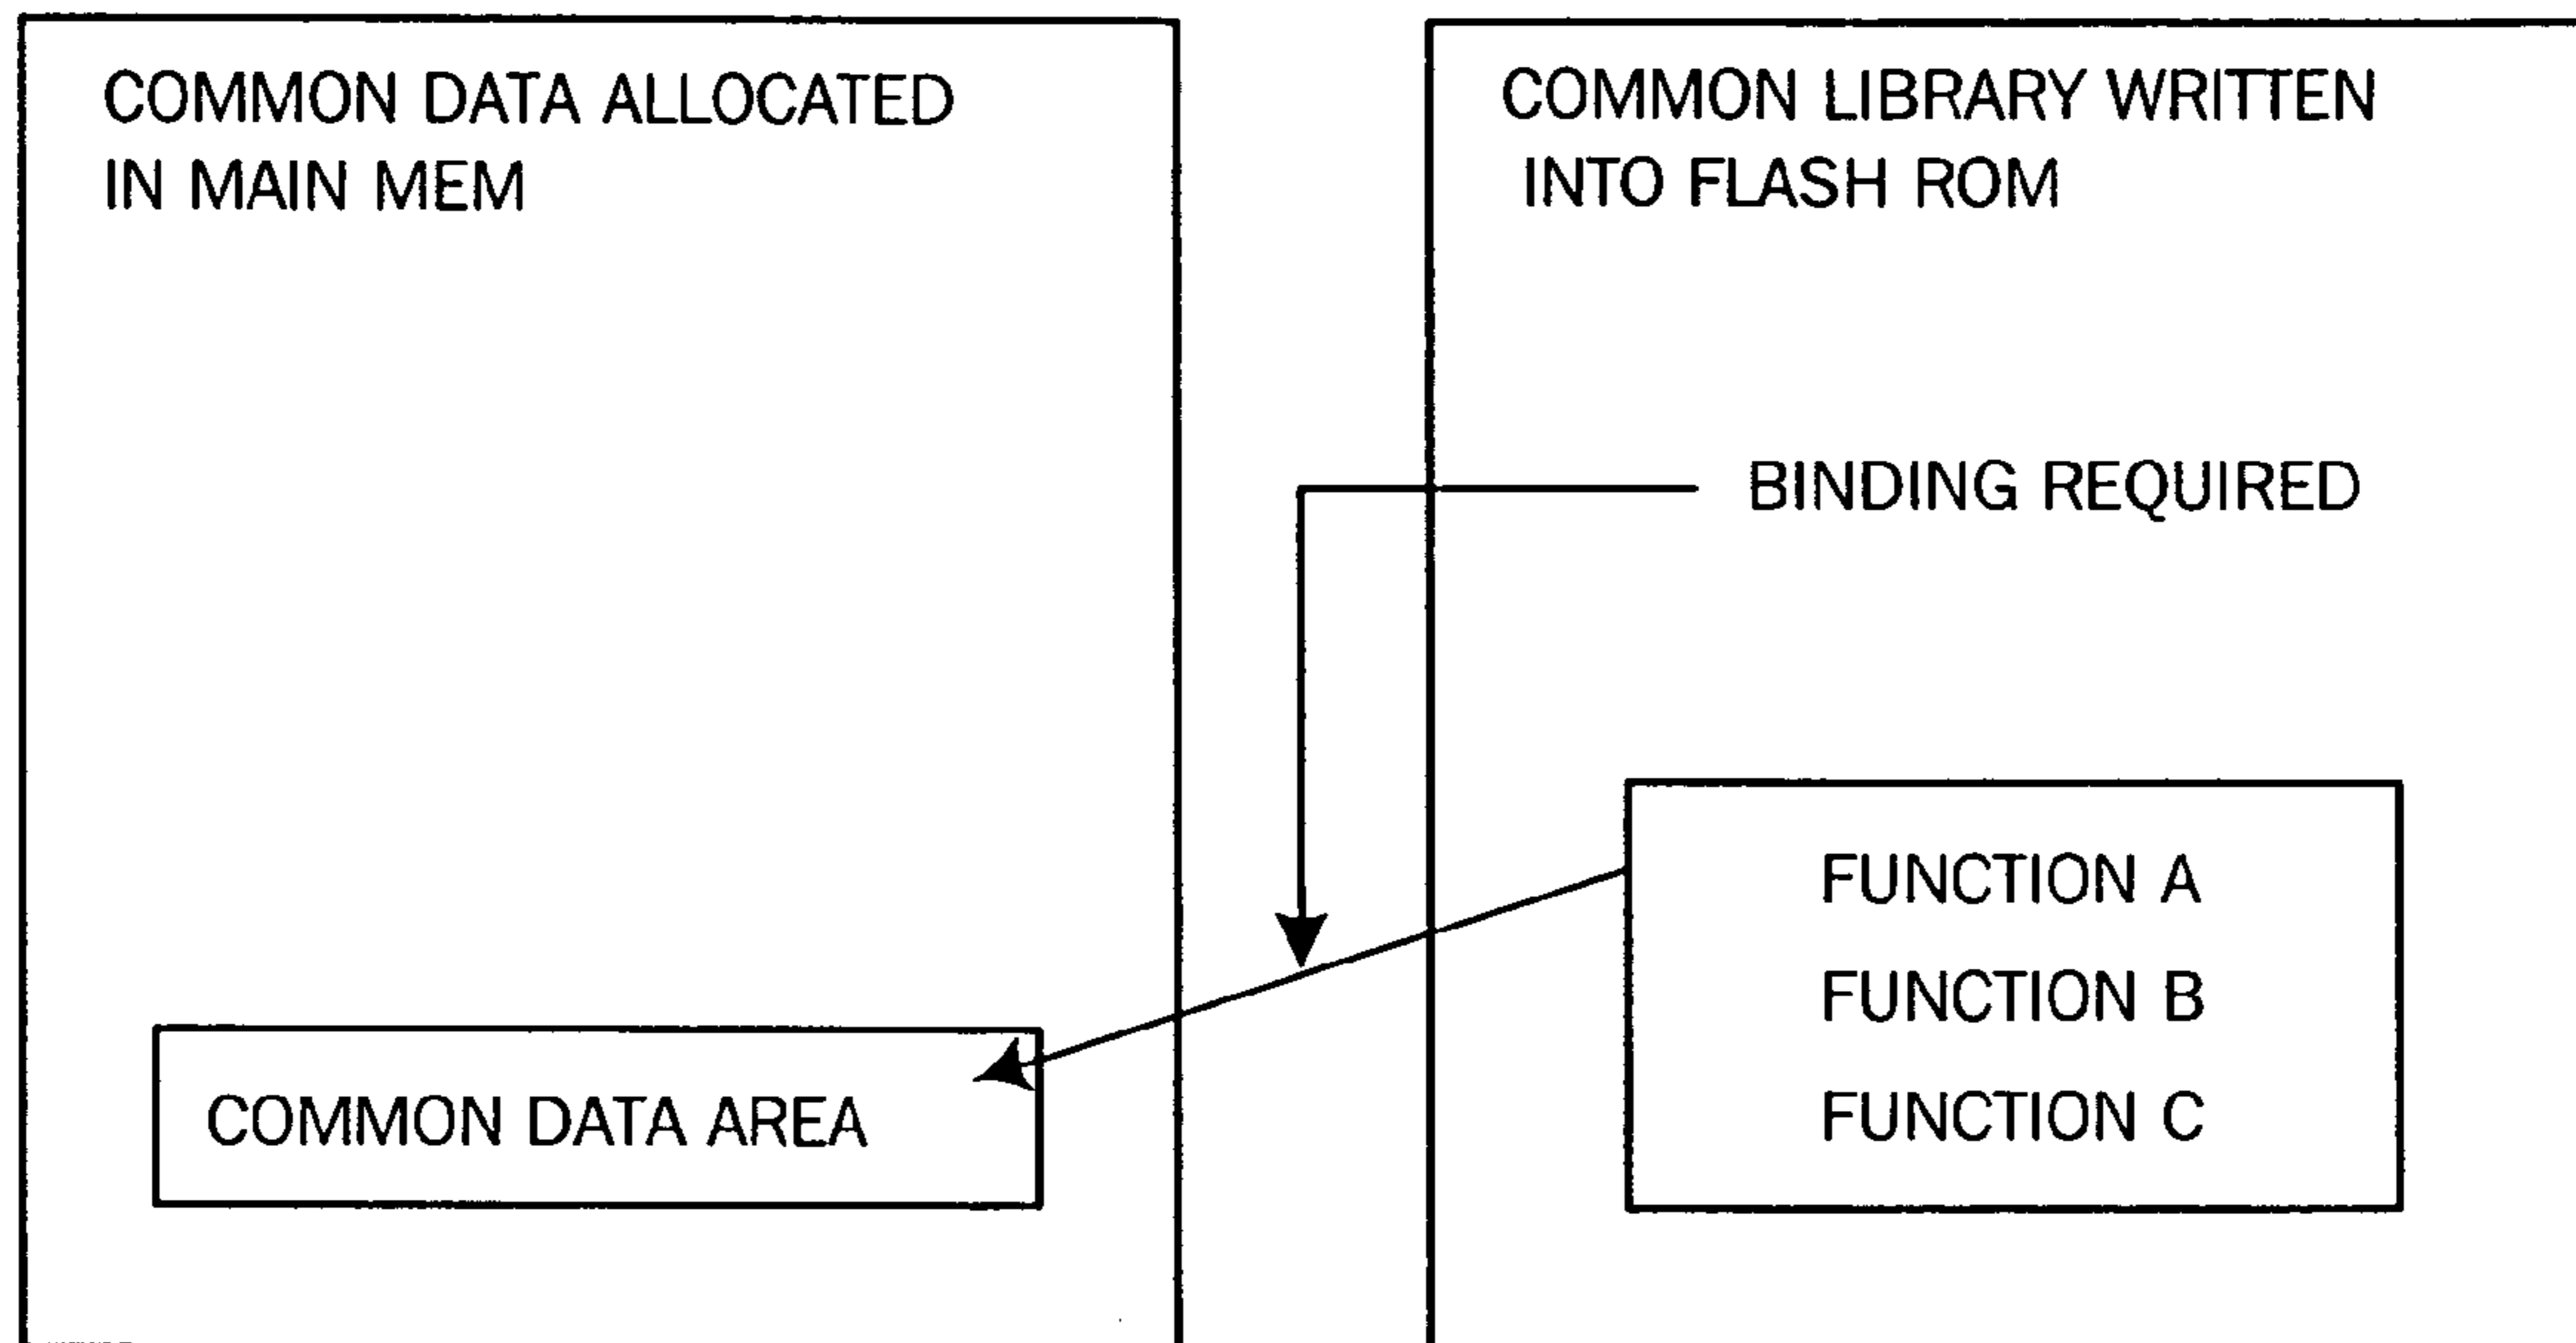 COMMON DATA ALLOCATED
IN MAIN MEM
COMMON DATA AREA
COMMON LIBRARY WRITTEN
INTO FLASH ROM
BINDING REQUIRED
FUNCTION A
FUNCTION B
FUNCTION C